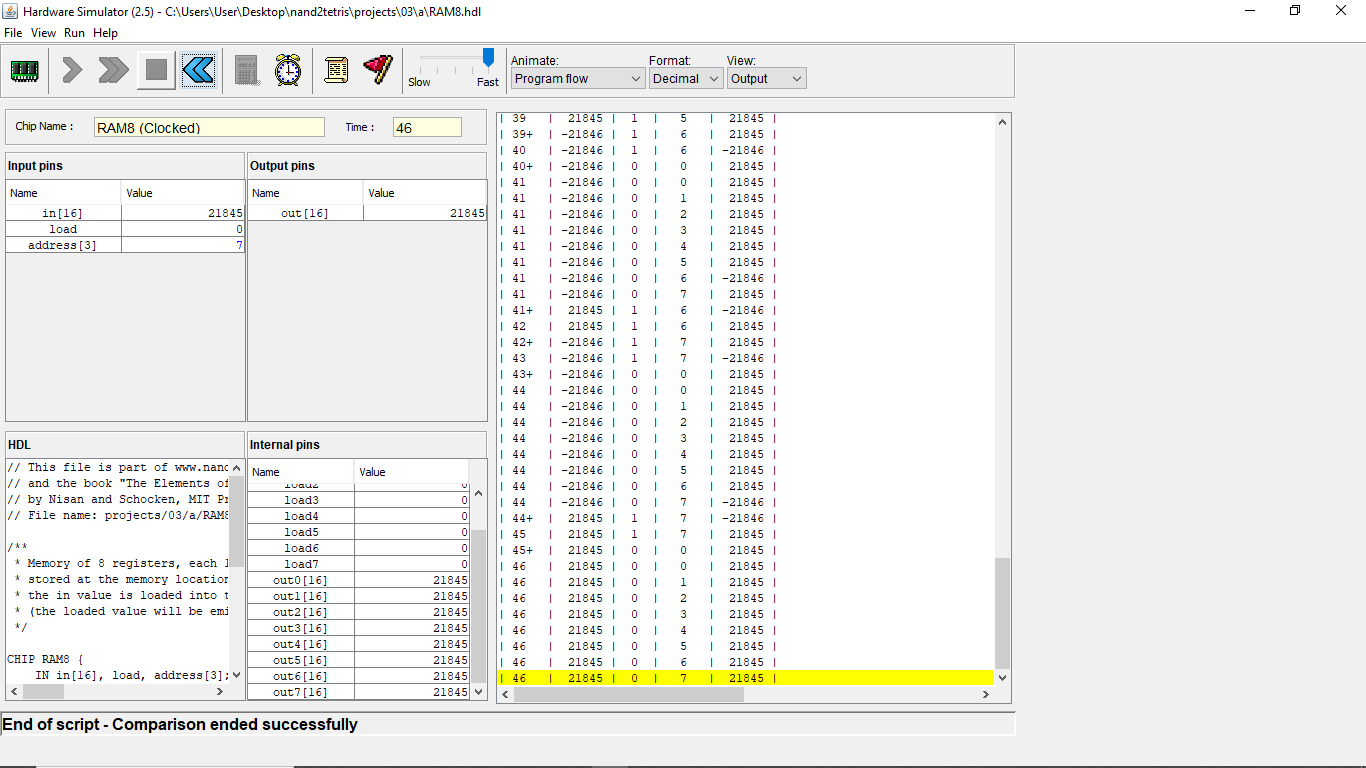 Hardware Simulator (2.5) - C:\Users\User\Desktop\nand2tetris\projects\03\a\RAM8.hdl
File View Run Help
Slow Fast
Animate: Format: View:
Program flow Decimal Output
Chip Name : RAM8 (Clocked) Time : 46
Input pins
Name Value
in[16] 21845
load 0
address[3] 7
Output pins
Name Value
out[16] 21845
HDL
// This file is part of www.nand
// and the book "The Elements of
// by Nisan and Schocken, MIT Pr
// File name: projects/03/a/RAM8
/**
* Memory of 8 registers, each 1
* stored at the memory location
* the in value is loaded into t
* (the loaded value will be emi
*/
CHIP RAM8 {
IN in[16], load, address[3];
Internal pins
Name Value
load2 0
load3 0
load4 0
load5 0
load6 0
load7 0
out0[16] 21845
out1[16] 21845
out2[16] 21845
out3[16] 21845
out4[16] 21845
out5[16] 21845
out6[16] 21845
out7[16] 21845
| 39 | 21845 | 1 | 5 | 21845 |
| 39+ | -21846 | 1 | 6 | 21845 |
| 40 | -21846 | 1 | 6 | -21846 |
| 40+ | -21846 | 0 | 0 | 21845 |
| 41 | -21846 | 0 | 0 | 21845 |
| 41 | -21846 | 0 | 1 | 21845 |
| 41 | -21846 | 0 | 2 | 21845 |
| 41 | -21846 | 0 | 3 | 21845 |
| 41 | -21846 | 0 | 4 | 21845 |
| 41 | -21846 | 0 | 5 | 21845 |
| 41 | -21846 | 0 | 6 | -21846 |
| 41 | -21846 | 0 | 7 | 21845 |
| 41+ | 21845 | 1 | 6 | -21846 |
| 42 | 21845 | 1 | 6 | 21845 |
| 42+ | -21846 | 1 | 7 | 21845 |
| 43 | -21846 | 1 | 7 | -21846 |
| 43+ | -21846 | 0 | 0 | 21845 |
| 44 | -21846 | 0 | 0 | 21845 |
| 44 | -21846 | 0 | 1 | 21845 |
| 44 | -21846 | 0 | 2 | 21845 |
| 44 | -21846 | 0 | 3 | 21845 |
| 44 | -21846 | 0 | 4 | 21845 |
| 44 | -21846 | 0 | 5 | 21845 |
| 44 | -21846 | 0 | 6 | 21845 |
| 44 | -21846 | 0 | 7 | -21846 |
| 44+ | 21845 | 1 | 7 | -21846 |
| 45 | 21845 | 1 | 7 | 21845 |
| 45+ | 21845 | 0 | 0 | 21845 |
| 46 | 21845 | 0 | 0 | 21845 |
| 46 | 21845 | 0 | 1 | 21845 |
| 46 | 21845 | 0 | 2 | 21845 |
| 46 | 21845 | 0 | 3 | 21845 |
| 46 | 21845 | 0 | 4 | 21845 |
| 46 | 21845 | 0 | 5 | 21845 |
| 46 | 21845 | 0 | 6 | 21845 |
| 46 | 21845 | 0 | 7 | 21845 |
End of script - Comparison ended successfully